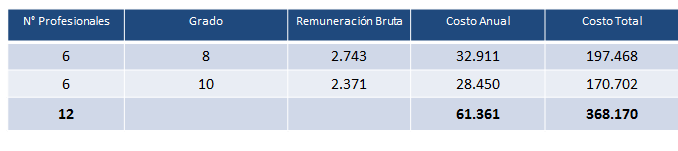 N° Profesionales Grado Remuneración Bruta Costo Anual Costo Total
6 8 2.743 32.911 197.468
6 10 2.371 28.450 170.702
12 61.361 368.170